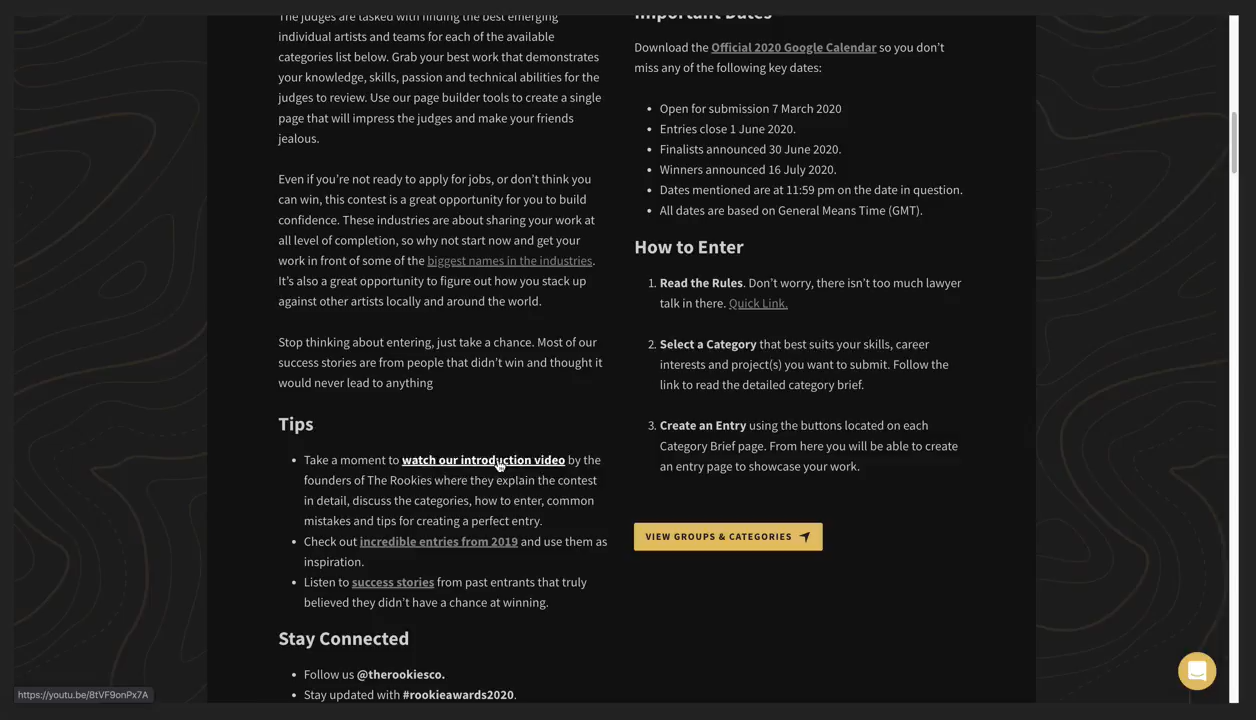 The judges are tasked with finding the best emerging
individual artists and teams for each of the available
categories list below. Grab your best work that demonstrates
your knowledge, skills, passion and technical abilities for the
judges to review. Use our page builder tools to create a single
page that will impress the judges and make your friends
jealous.
Even if you're not ready to apply for jobs, or don't think you
can win, this contest is a great opportunity for you to build
confidence. These industries are about sharing your work at
all level of completion, so why not start now and get your
work in front of some of the biggest names in the industries.
It's also a great opportunity to figure out how you stack up
against other artists locally and around the world.
Stop thinking about entering, just take a chance. Most of our
success stories are from people that didn't win and thought it
would never lead to anything
Tips
• Take a moment to watch our introduction video by the
founders of The Rookies where they explain the contest
in detail, discuss the categories, how to enter, common
mistakes and tips for creating a perfect entry.
• Check out incredible entries from 2019 and use them as
inspiration.
• Listen to success stories from past entrants that truly
believed they didn't have a chance at winning.
Stay Connected
• Follow us @therookiesco.
• Stay updated with #rookieawards2020.
Important Dates
Download the Official 2020 Google Calendar so you don't
miss any of the following key dates:
• Open for submission 7 March 2020
• Entries close 1 June 2020.
• Finalists announced 30 June 2020.
• Winners announced 16 July 2020.
• Dates mentioned are at 11:59 pm on the date in question.
• All dates are based on General Means Time (GMT).
How to Enter
1. Read the Rules. Don't worry, there isn't too much lawyer
talk in there. Quick Link.
2. Select a Category that best suits your skills, career
interests and project(s) you want to submit. Follow the
link to read the detailed category brief.
3. Create an Entry using the buttons located on each
Category Brief page. From here you will be able to create
an entry page to showcase your work.
VIEW GROUPS & CATEGORIES
https://youtu.be/8tVF9onPx7A